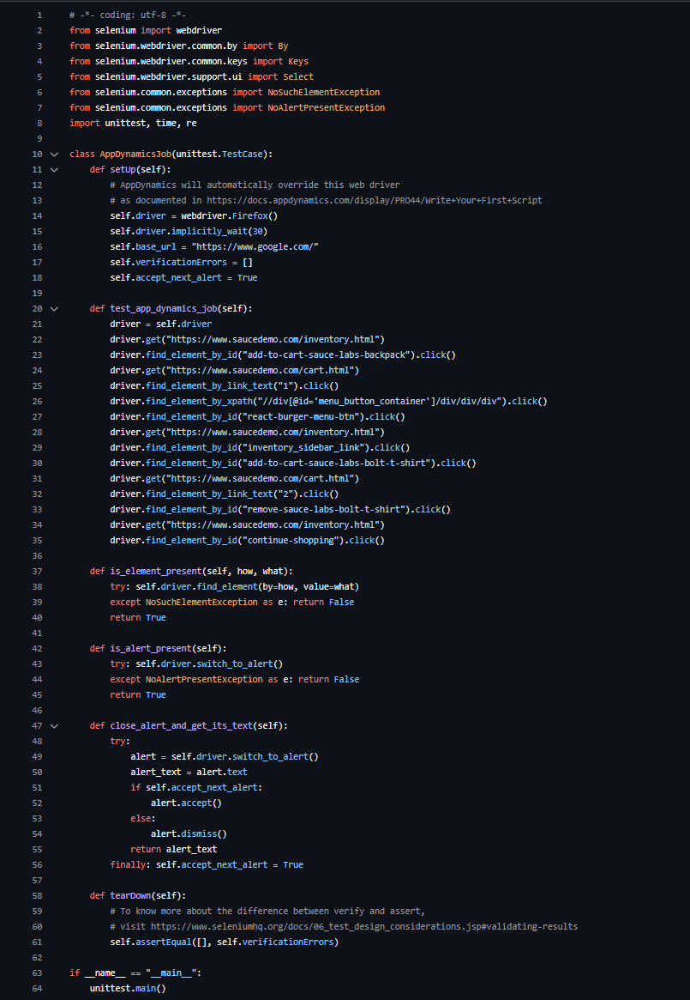 1 # -*- coding: utf-8 -*-
2 from selenium import webdriver
3 from selenium.webdriver.common.by import By
4 from selenium.webdriver.common.keys import Keys
5 from selenium.webdriver.support.ui import Select
6 from selenium.common.exceptions import NoSuchElementException
7 from selenium.common.exceptions import NoAlertPresentException
8 import unittest, time, re
9
10 class AppDynamicsJob(unittest.TestCase):
11     def setUp(self):
12         # AppDynamics will automatically override this web driver
13         # as documented in https://docs.appdynamics.com/display/PRO44/Write+Your+First+Script
14         self.driver = webdriver.Firefox()
15         self.driver.implicitly_wait(30)
16         self.base_url = "https://www.google.com/"
17         self.verificationErrors = []
18         self.accept_next_alert = True
19
20     def test_app_dynamics_job(self):
21         driver = self.driver
22         driver.get("https://www.saucedemo.com/inventory.html")
23         driver.find_element_by_id("add-to-cart-sauce-labs-backpack").click()
24         driver.get("https://www.saucedemo.com/cart.html")
25         driver.find_element_by_link_text("1").click()
26         driver.find_element_by_xpath("//div[@id='menu_button_container']/div/div/div").click()
27         driver.find_element_by_id("react-burger-menu-btn").click()
28         driver.get("https://www.saucedemo.com/inventory.html")
29         driver.find_element_by_id("inventory_sidebar_link").click()
30         driver.find_element_by_id("add-to-cart-sauce-labs-bolt-t-shirt").click()
31         driver.get("https://www.saucedemo.com/cart.html")
32         driver.find_element_by_link_text("2").click()
33         driver.find_element_by_id("remove-sauce-labs-bolt-t-shirt").click()
34         driver.get("https://www.saucedemo.com/inventory.html")
35         driver.find_element_by_id("continue-shopping").click()
36
37     def is_element_present(self, how, what):
38         try: self.driver.find_element(by=how, value=what)
39         except NoSuchElementException as e: return False
40         return True
41
42     def is_alert_present(self):
43         try: self.driver.switch_to_alert()
44         except NoAlertPresentException as e: return False
45         return True
46
47     def close_alert_and_get_its_text(self):
48         try:
49             alert = self.driver.switch_to_alert()
50             alert_text = alert.text
51             if self.accept_next_alert:
52                 alert.accept()
53             else:
54                 alert.dismiss()
55             return alert_text
56         finally: self.accept_next_alert = True
57
58     def tearDown(self):
59         # To know more about the difference between verify and assert,
60         # visit https://www.seleniumhq.org/docs/06_test_design_considerations.jsp#validating-results
61         self.assertEqual([], self.verificationErrors)
62
63 if __name__ == "__main__":
64     unittest.main()